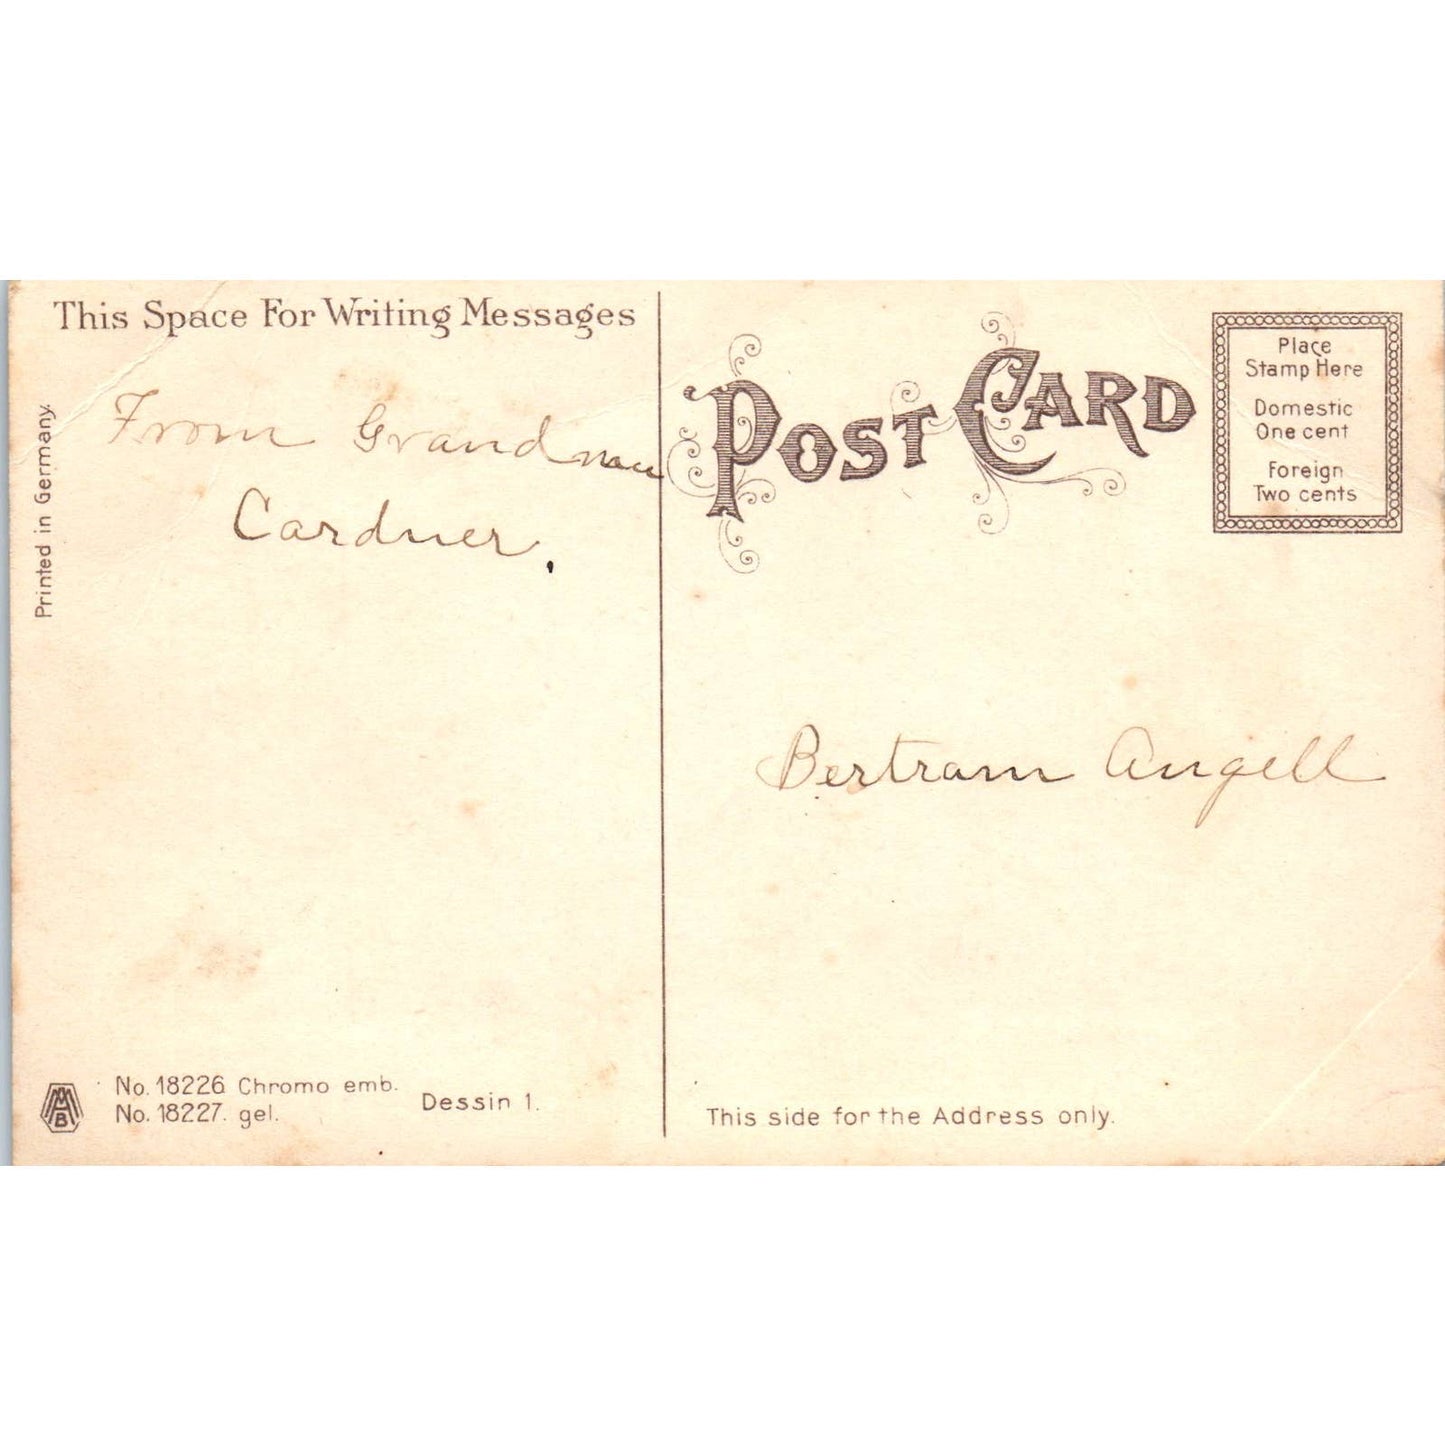 This Space For Writing Messages
From Grandmau
Cardner.
Printed in Germany.
No. 18226 Chromo emb.
No. 18227. gel.
Dessin 1.
POST CARD
Place
Stamp Here
Domestic
One cent
Foreign
Two cents
Bertram Angell
This side for the Address only.